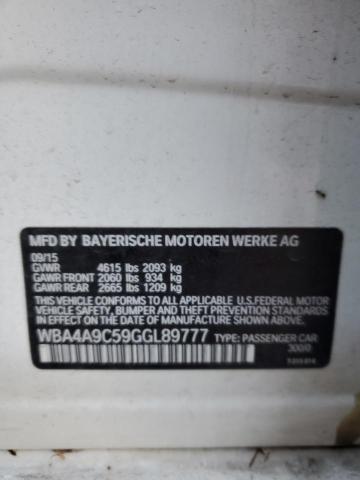 MFD BY BAYERISCHE MOTOREN WERKE AG
09/15
GVWR 4615 lbs 2093 kg
GAWR FRONT 2060 lbs 934 kg
GAWR REAR 2665 lbs 1209 kg
THIS VEHICLE CONFORMS TO ALL APPLICABLE U.S.FEDERAL MOTOR
VEHICLE SAFETY, BUMPER AND THEFT PREVENTION
STANDARDS IN EFFECT ON THE DATE OF MANUFACTURE SHOWN ABOVE.
WBA4A9C59GGL89777 TYPE: PASSENGER CAR
300/0